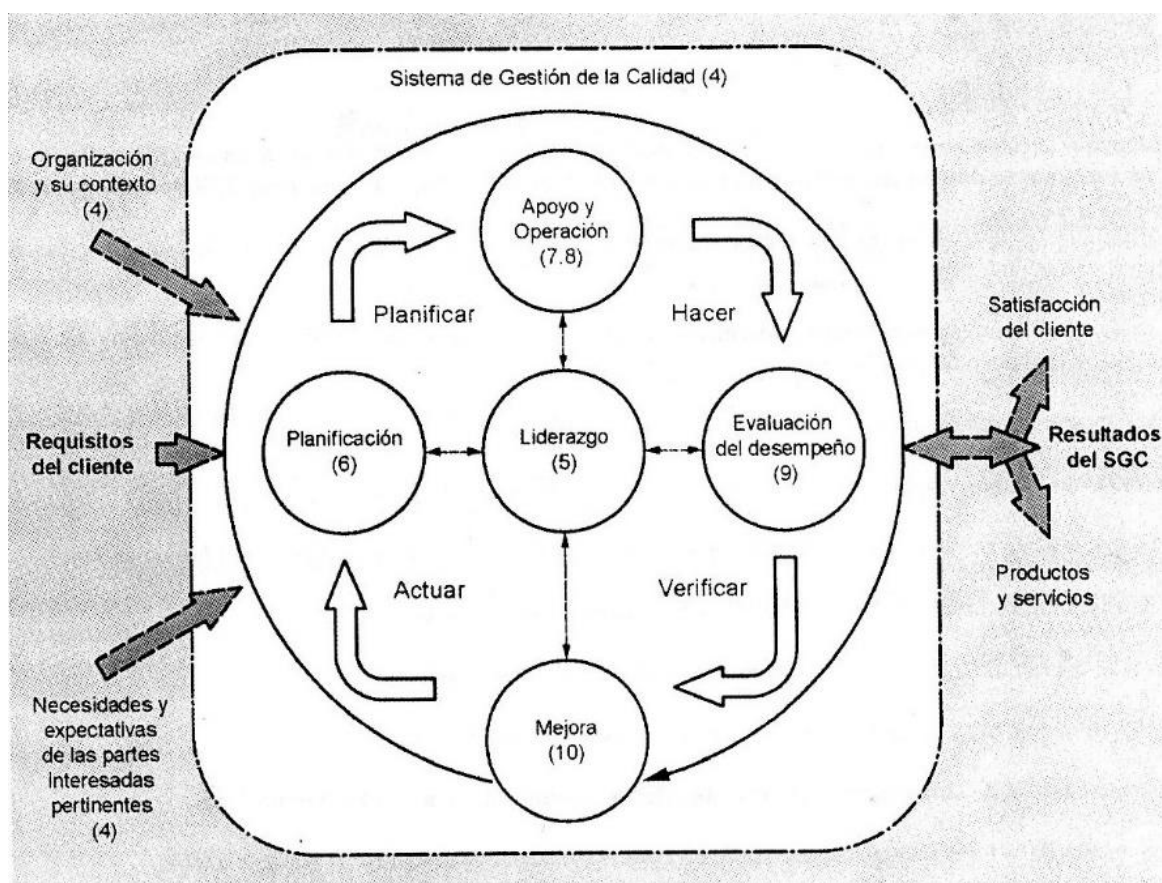 Sistema de Gestión de la Calidad (4)
Organización
y su contexto
(4)
Apoyo y
Operación
(7.8)
Planificar
Hacer
Satisfacción
del cliente
Requisitos
del cliente
Planificación
(6)
Liderazgo
(5)
Evaluación
del desempeño
(9)
Resultados
del SGC
Actuar
Verificar
Productos
y servicios
Necesidades y
expectativas
de las partes
interesadas
pertinentes
(4)
Mejora
(10)